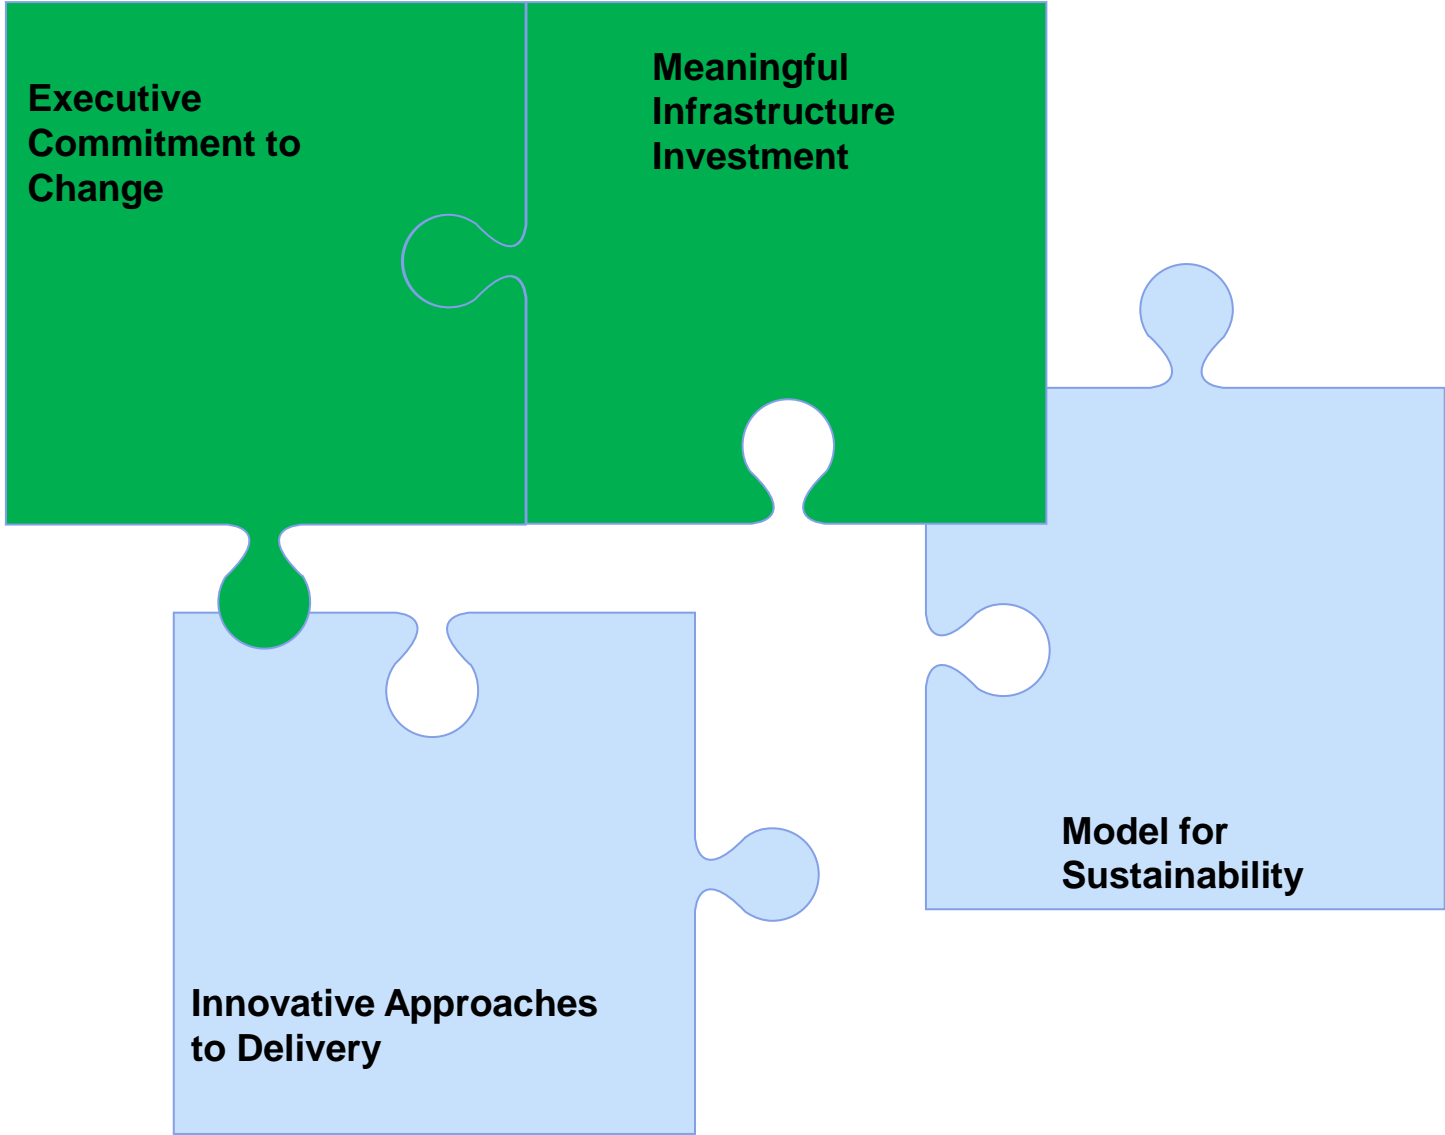 Executive
Commitment to
Change
Meaningful
Infrastructure
Investment
Model for
Sustainability
Innovative Approaches
to Delivery